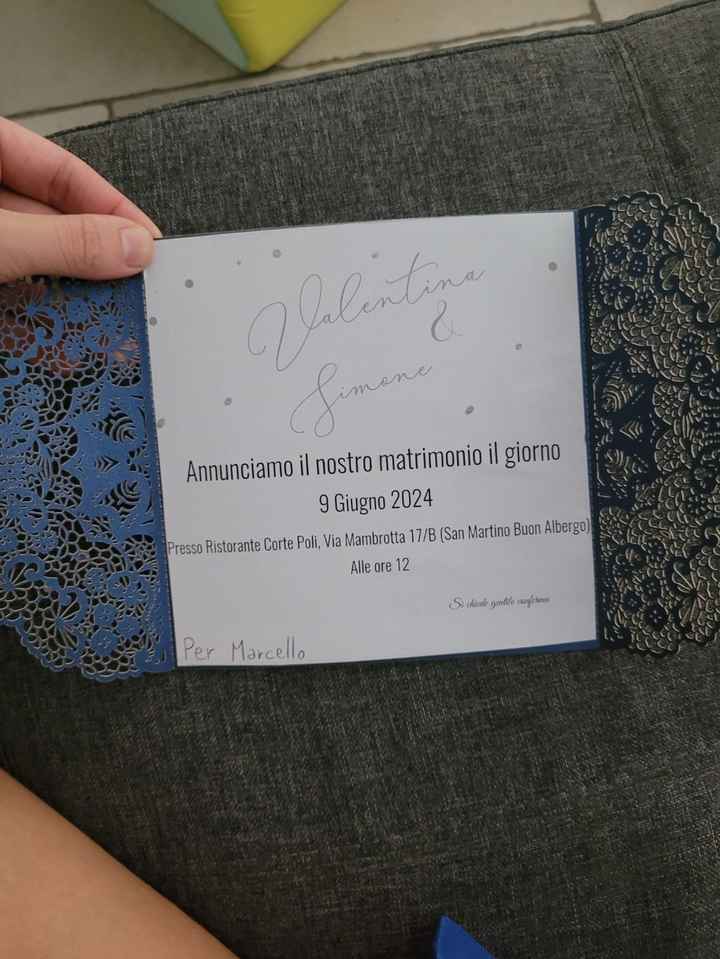 Valentina
&
Simone
Annunciamo il nostro matrimonio il giorno
9 Giugno 2024
Presso Ristorante Corte Poli, Via Mambrotta 17/B (San Martino Buon Albergo)
Alle ore 12
Si chiede gentile conferma
Per Marcello